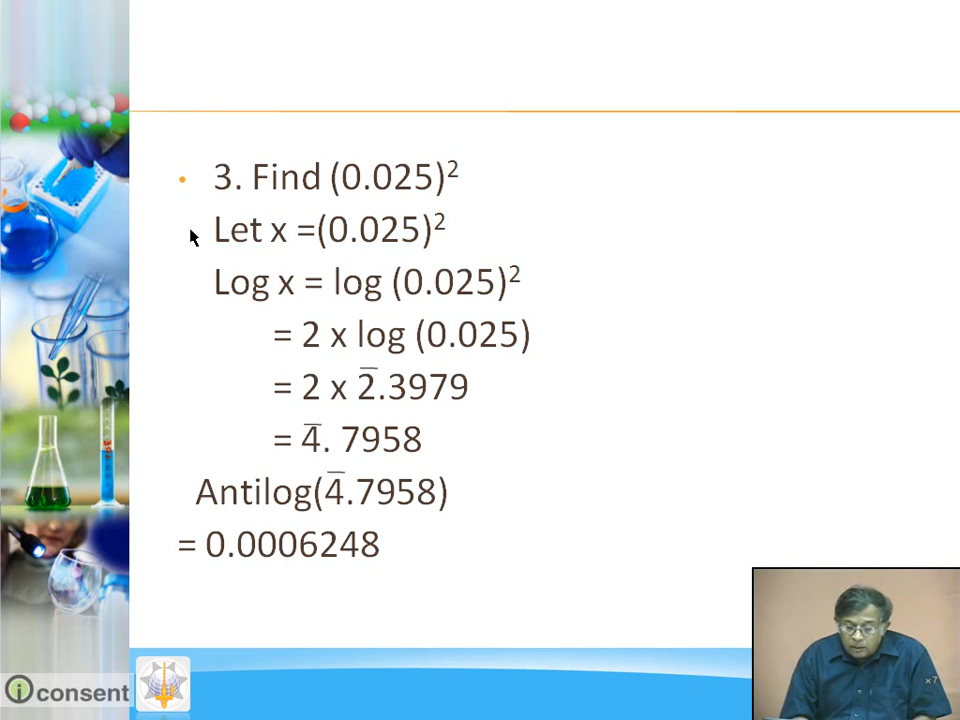 • 3. Find (0.025)²
Let x =(0.025)²
Log x = log (0.025)²
= 2 x log (0.025)
= 2 x 2̅.3979
= 4̅. 7958
Antilog(4̅.7958)
= 0.0006248
i consent